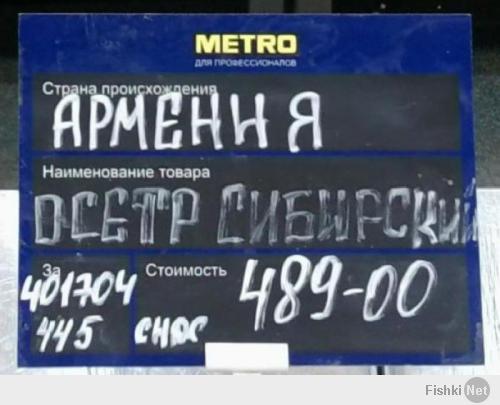 METRO
ДЛЯ ПРОФЕССИОНАЛОВ
Страна происхождения
АРМЕНИЯ
Наименование товара
ОСЕТР СИБИРСКИЙ
За
401704
445
Стоимость
489-00
Fishki.Net